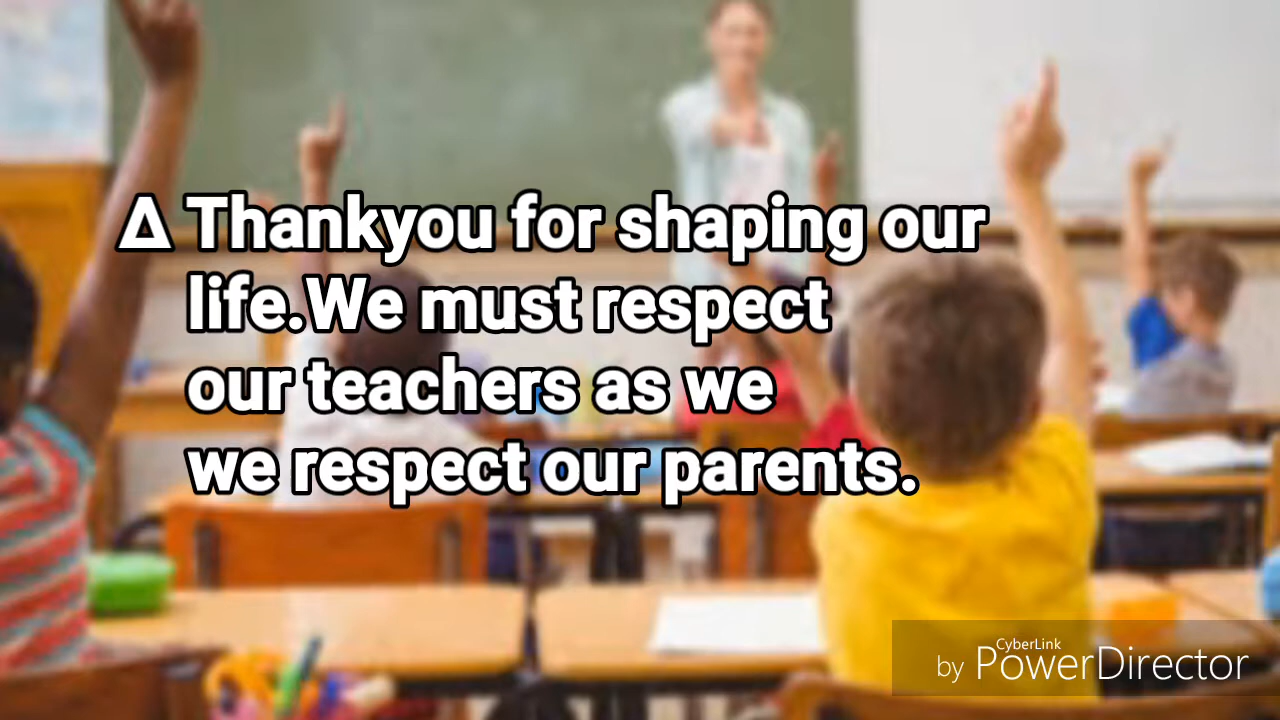 Δ Thankyou for shaping our
life.We must respect
our teachers as we
we respect our parents.
CyberLink
by PowerDirector